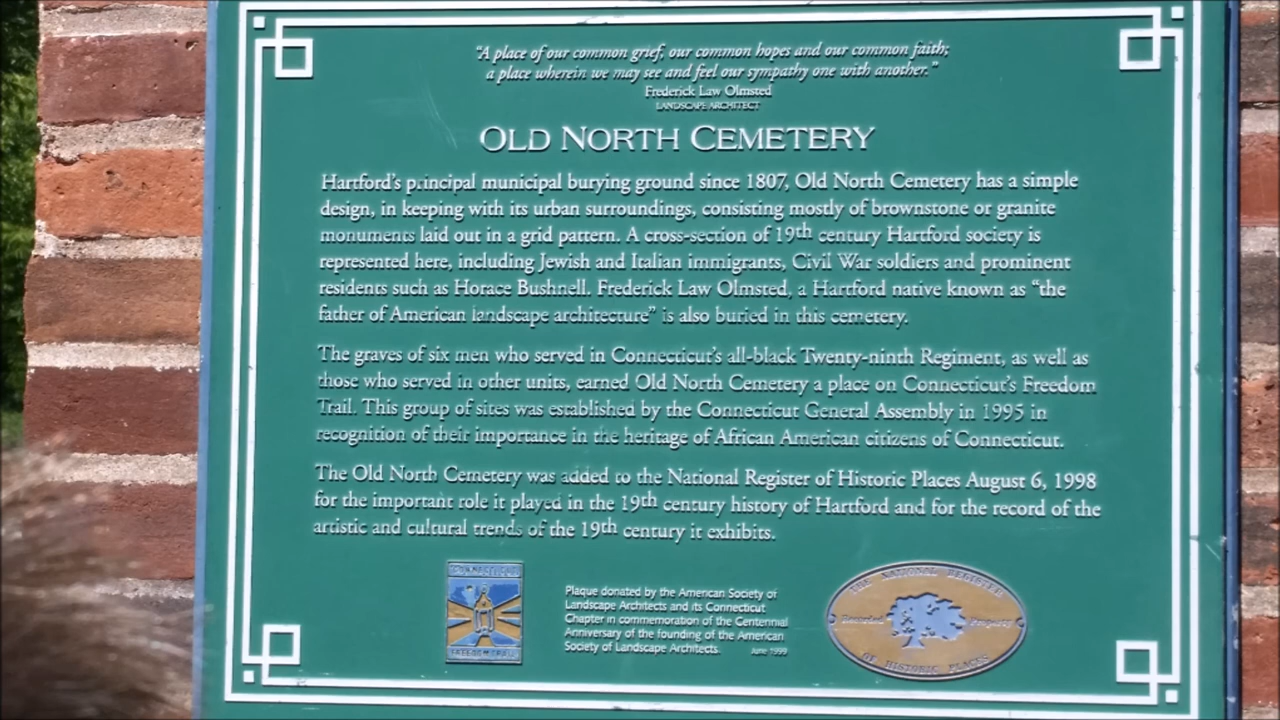 "A place of our common grief, our common hopes and our common faith;
a place wherein we may see and feel our sympathy one with another."
Frederick Law Olmsted
LANDSCAPE ARCHITECT
OLD NORTH CEMETERY
Hartford's principal municipal burying ground since 1807, Old North Cemetery has a simple
design, in keeping with its urban surroundings, consisting mostly of brownstone or granite
monuments laid out in a grid pattern. A cross-section of 19th century Hartford society is
represented here, including Jewish and Italian immigrants, Civil War soldiers and prominent
residents such as Horace Bushnell. Frederick Law Olmsted, a Hartford native known as "the
father of American landscape architecture" is also buried in this cemetery.
The graves of six men who served in Connecticut's all-black Twenty-ninth Regiment, as well as
those who served in other units, earned Old North Cemetery a place on Connecticut's Freedom
Trail. This group of sites was established by the Connecticut General Assembly in 1995 in
recognition of their importance in the heritage of African American citizens of Connecticut.
The Old North Cemetery was added to the National Register of Historic Places August 6, 1998
for the important role it played in the 19th century history of Hartford and for the record of the
artistic and cultural trends of the 19th century it exhibits.
CONNECTICUT
FREEDOM TRAIL
Plaque donated by the American Society of
Landscape Architects and its Connecticut
Chapter in commemoration of the Centennial
Anniversary of the founding of the American
Society of Landscape Architects. June 1999
THE NATIONAL REGISTER
Recorded Property
OF HISTORIC PLACES